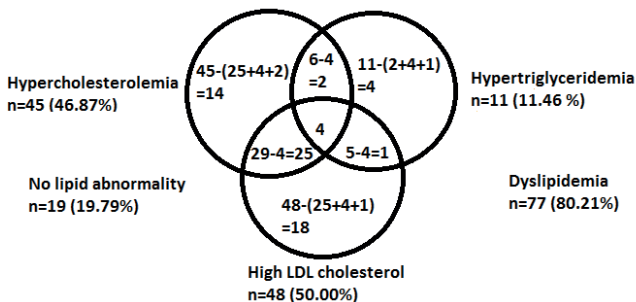 45-(25+4+2)
=14
6-4
=2
11-(2+4+1)
=4
Hypercholesterolemia
n=45 (46.87%)
Hypertriglyceridemia
n=11 (11.46 %)
4
29-4=25
5-4=1
No lipid abnormality
n=19 (19.79%)
Dyslipidemia
n=77 (80.21%)
48-(25+4+1)
=18
High LDL cholesterol
n=48 (50.00%)